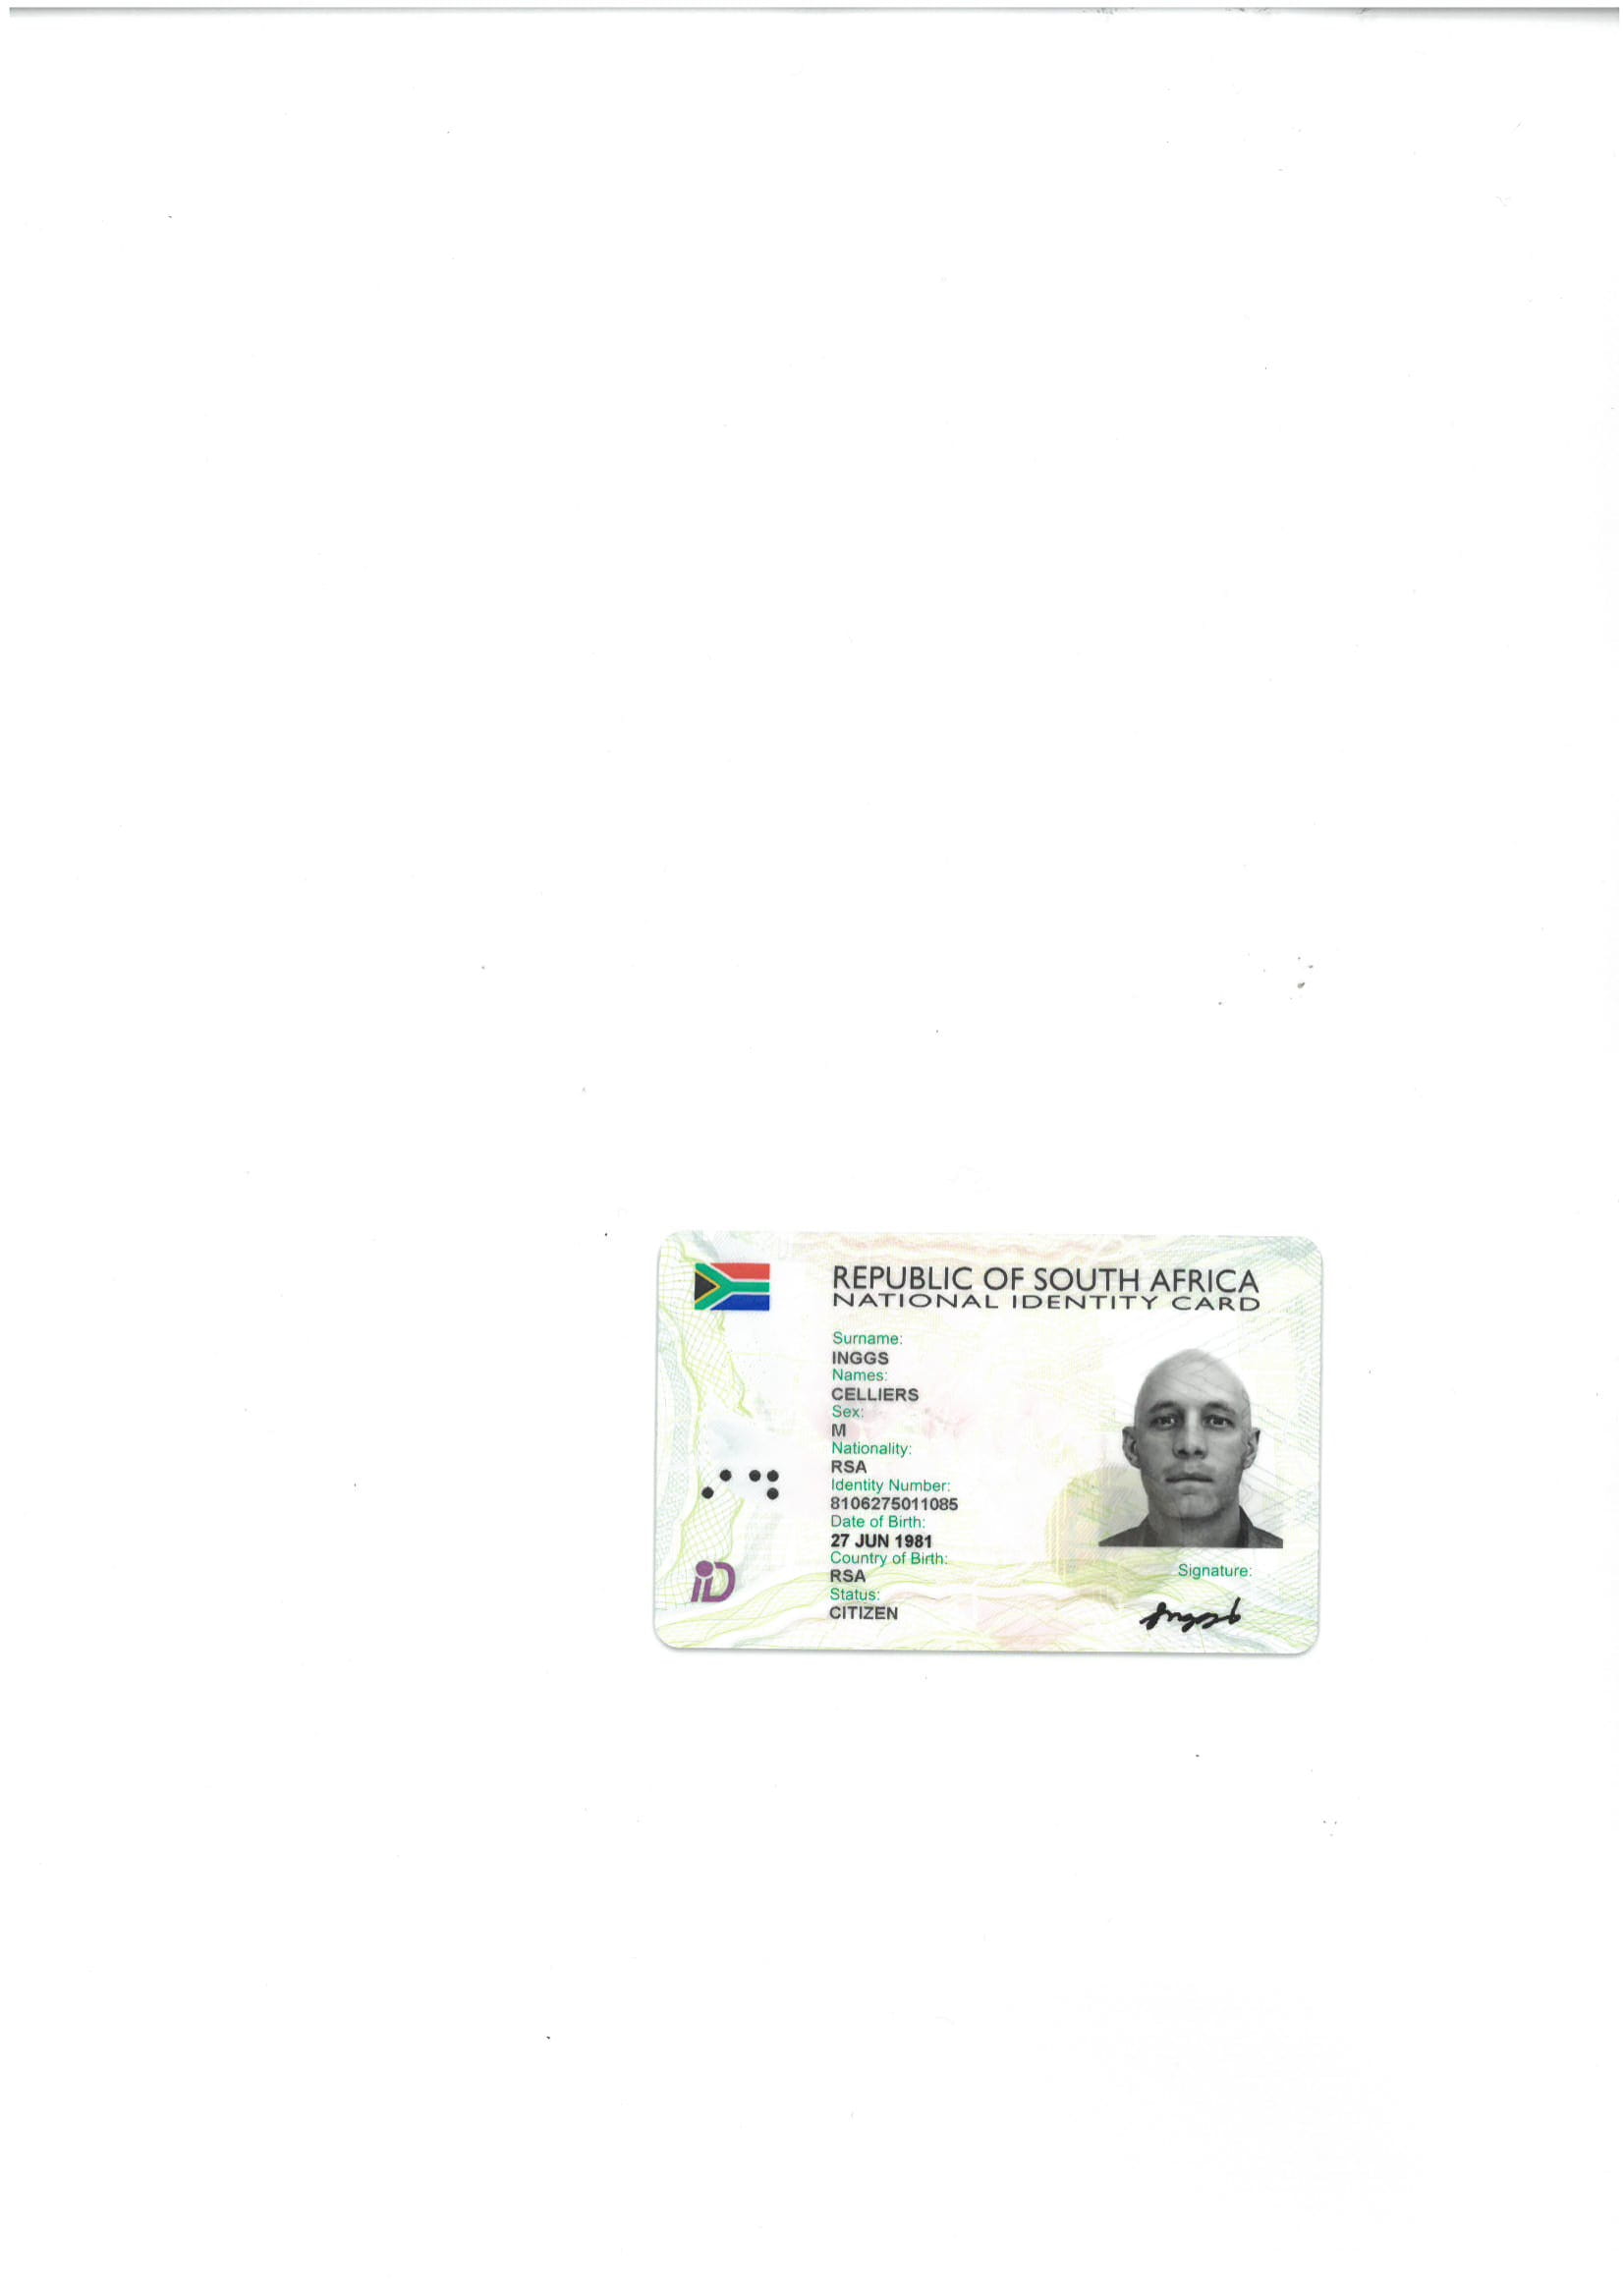 REPUBLIC OF SOUTH AFRICA
NATIONAL IDENTITY CARD
Surname:
INGGS
Names:
CELLIERS
Sex:
M
Nationality:
RSA
Identity Number:
8106275011085
Date of Birth:
27 JUN 1981
Country of Birth:
RSA
Status:
CITIZEN
Signature:
Inggs
iD